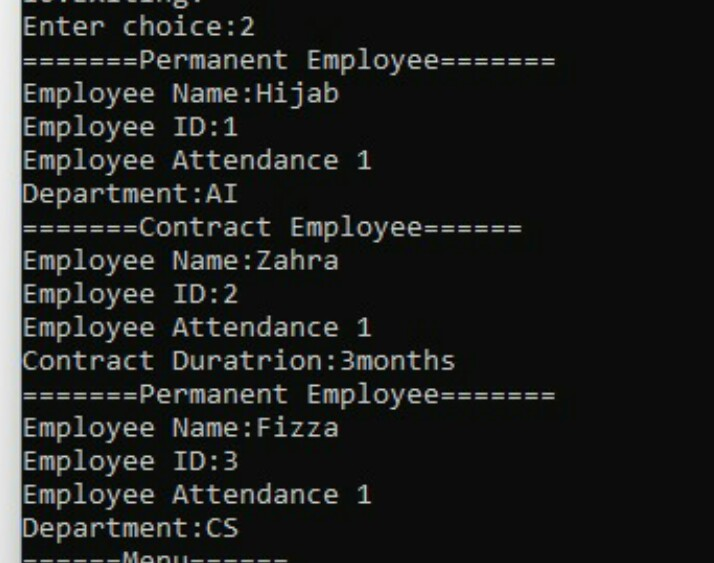 Enter choice:2
=======Permanent Employee=======
Employee Name:Hijab
Employee ID:1
Employee Attendance 1
Department:AI
=======Contract Employee======
Employee Name:Zahra
Employee ID:2
Employee Attendance 1
Contract Duratrion:3months
=======Permanent Employee=======
Employee Name:Fizza
Employee ID:3
Employee Attendance 1
Department:CS
======Menu======